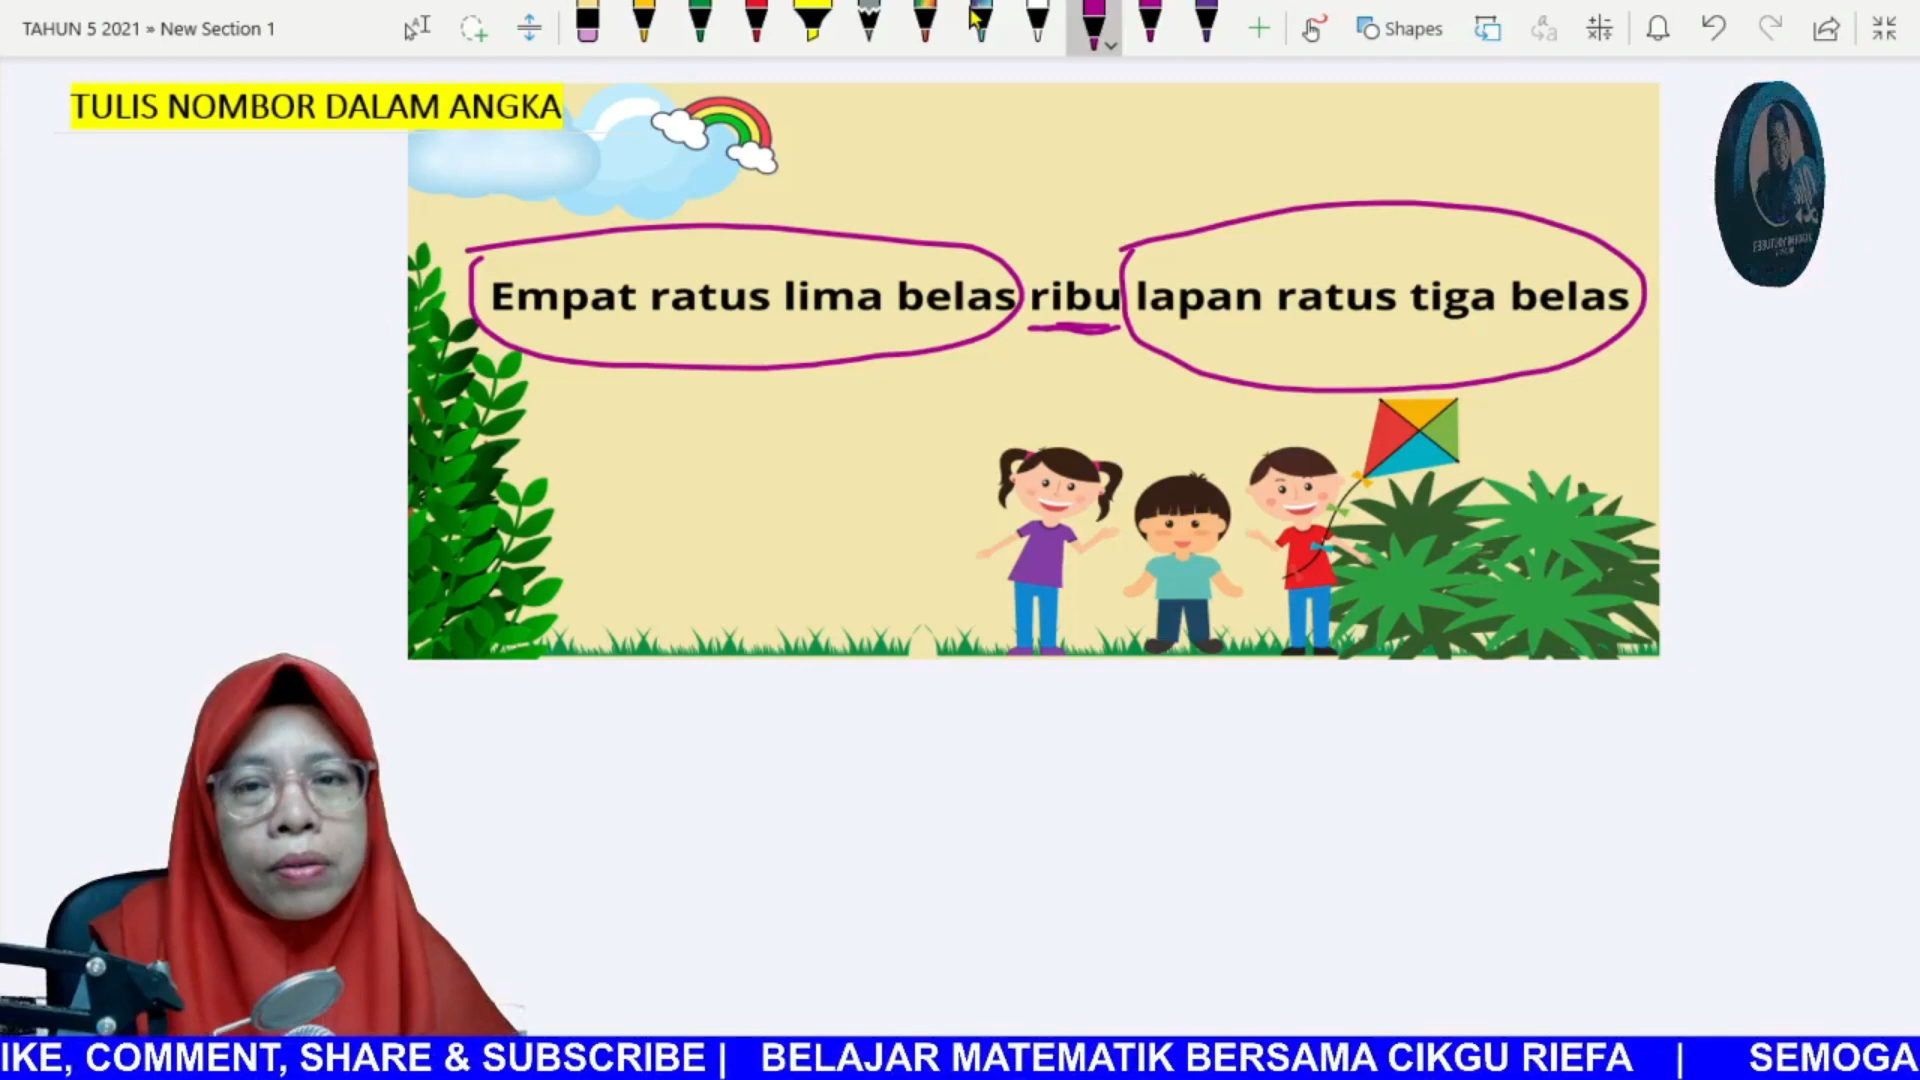 TAHUN 5 2021 » New Section 1
Shapes
TULIS NOMBOR DALAM ANGKA
Empat ratus lima belas ribu lapan ratus tiga belas
IKE, COMMENT, SHARE & SUBSCRIBE | BELAJAR MATEMATIK BERSAMA CIKGU RIEFA | SEMOGA